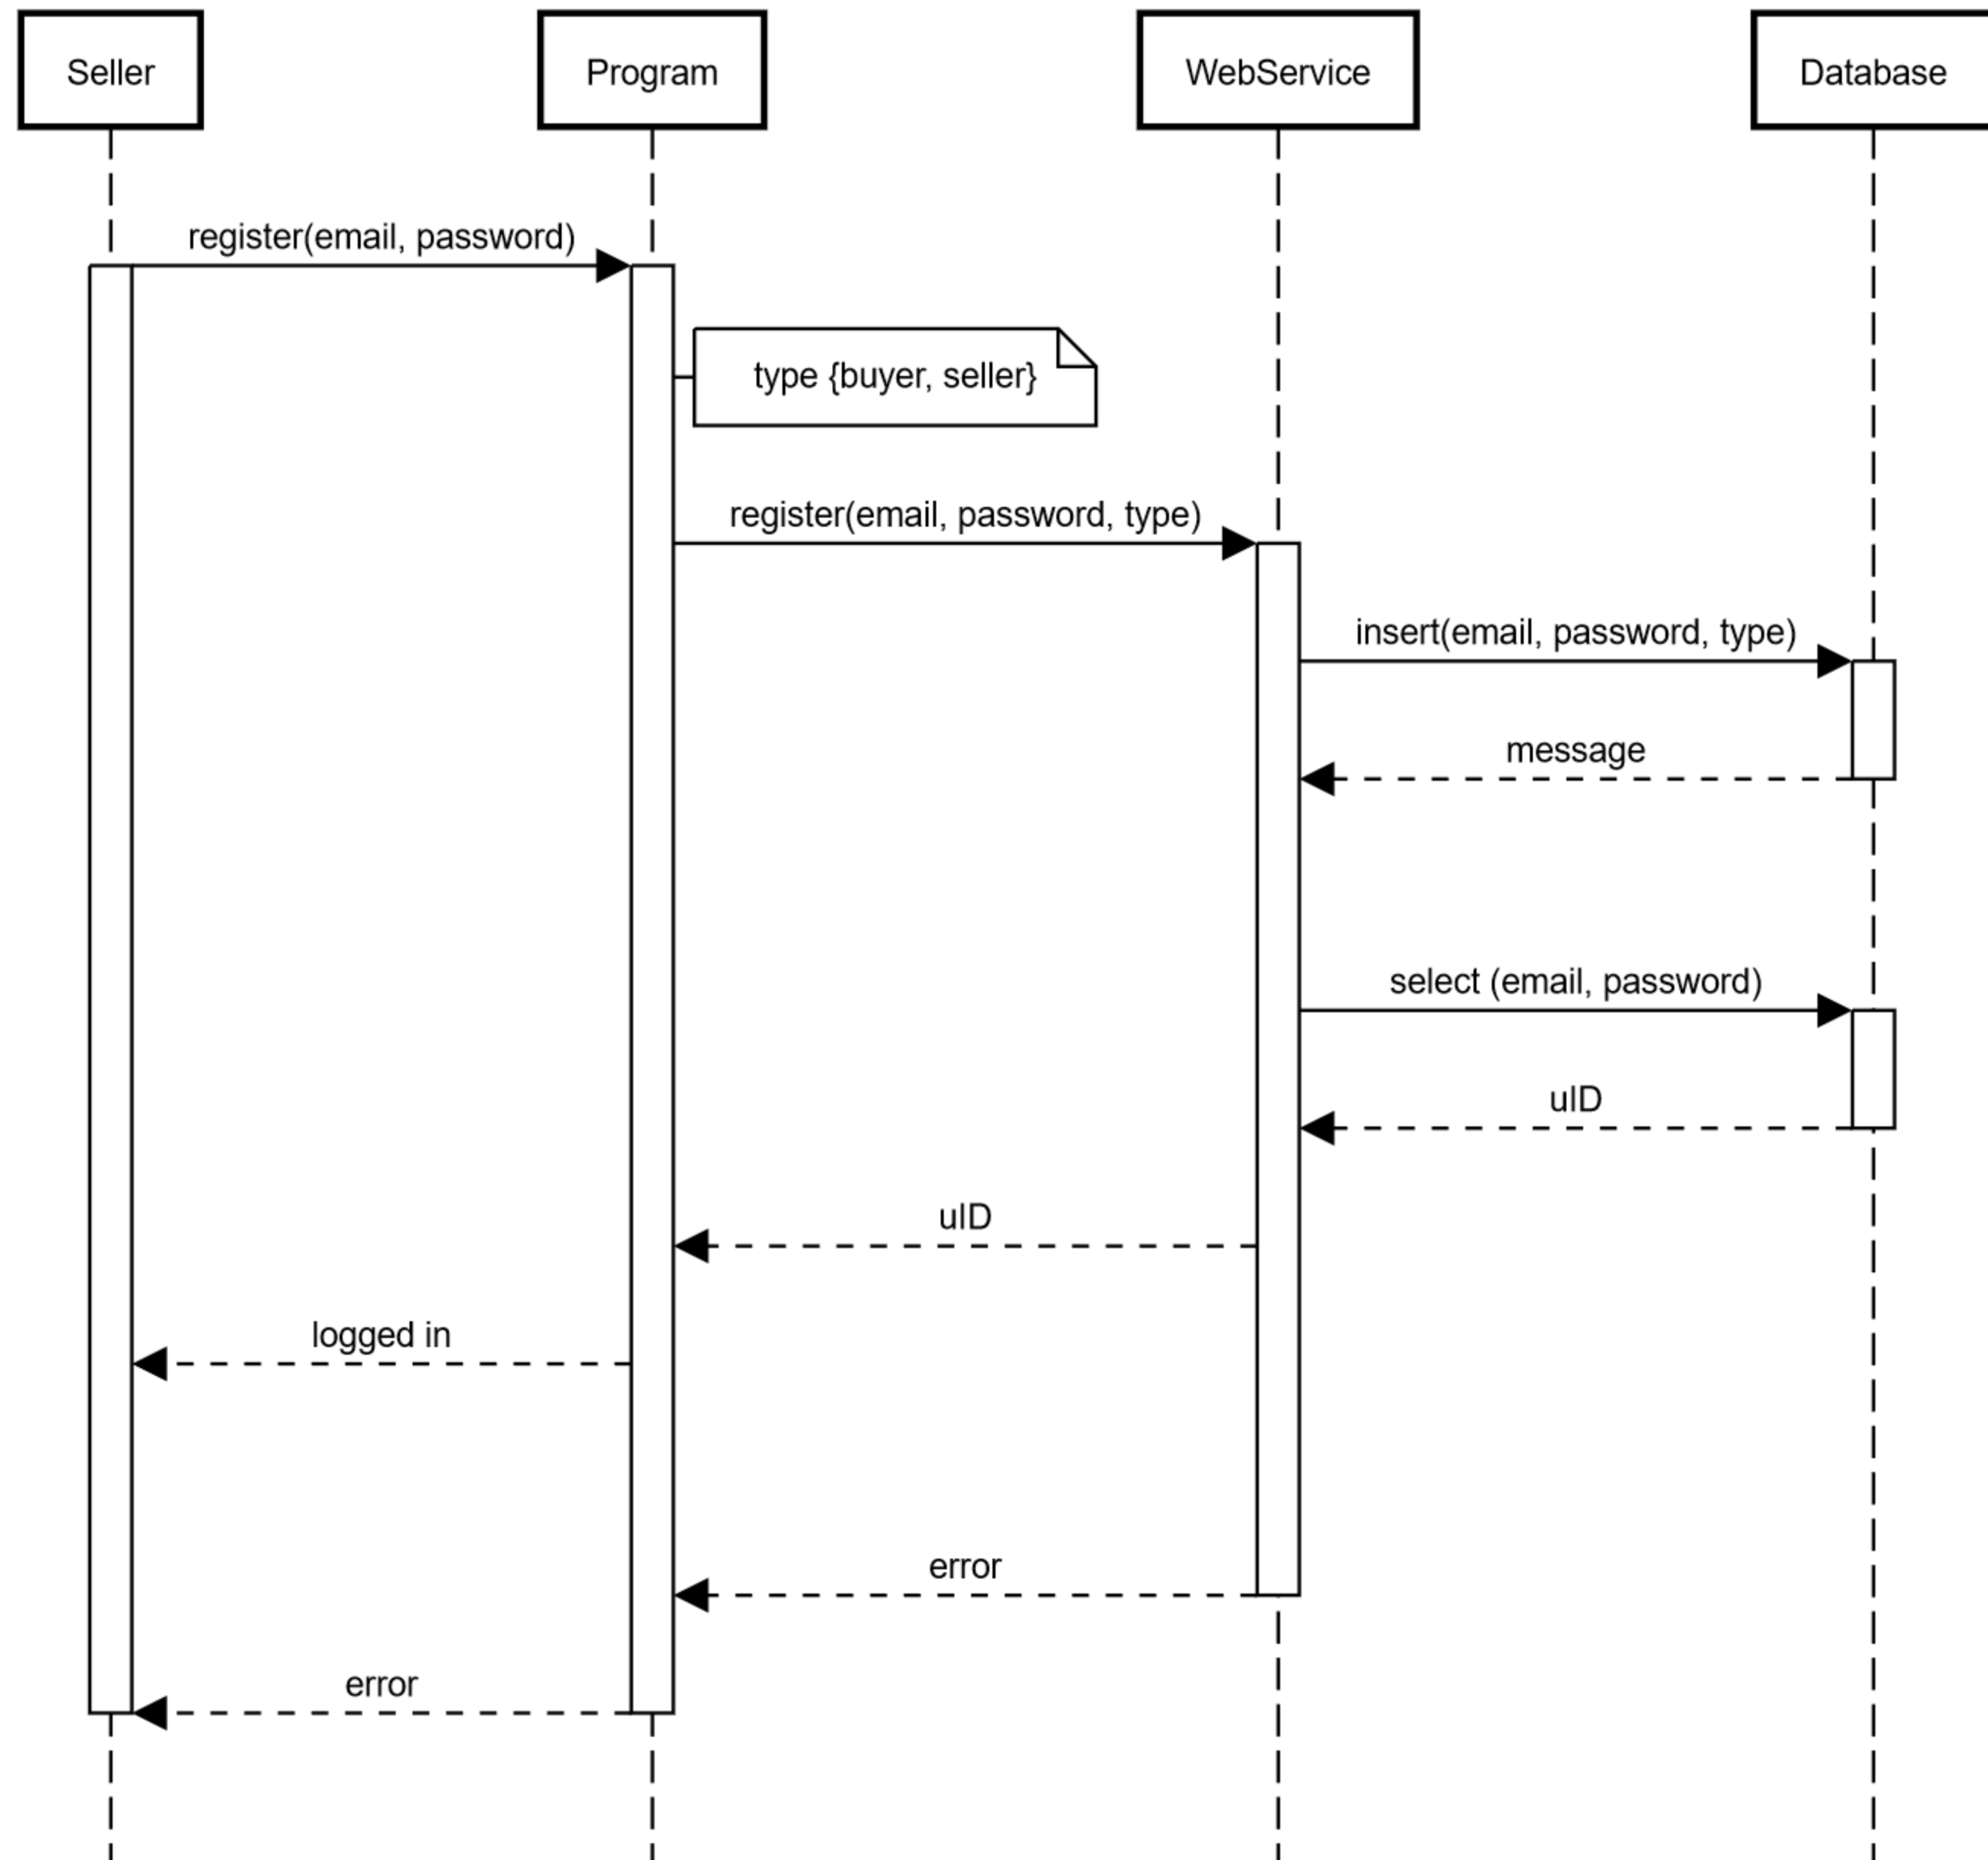 Seller
Program
WebService
Database
register(email, password)
type {buyer, seller}
register(email, password, type)
insert(email, password, type)
message
select (email, password)
uID
uID
logged in
error
error